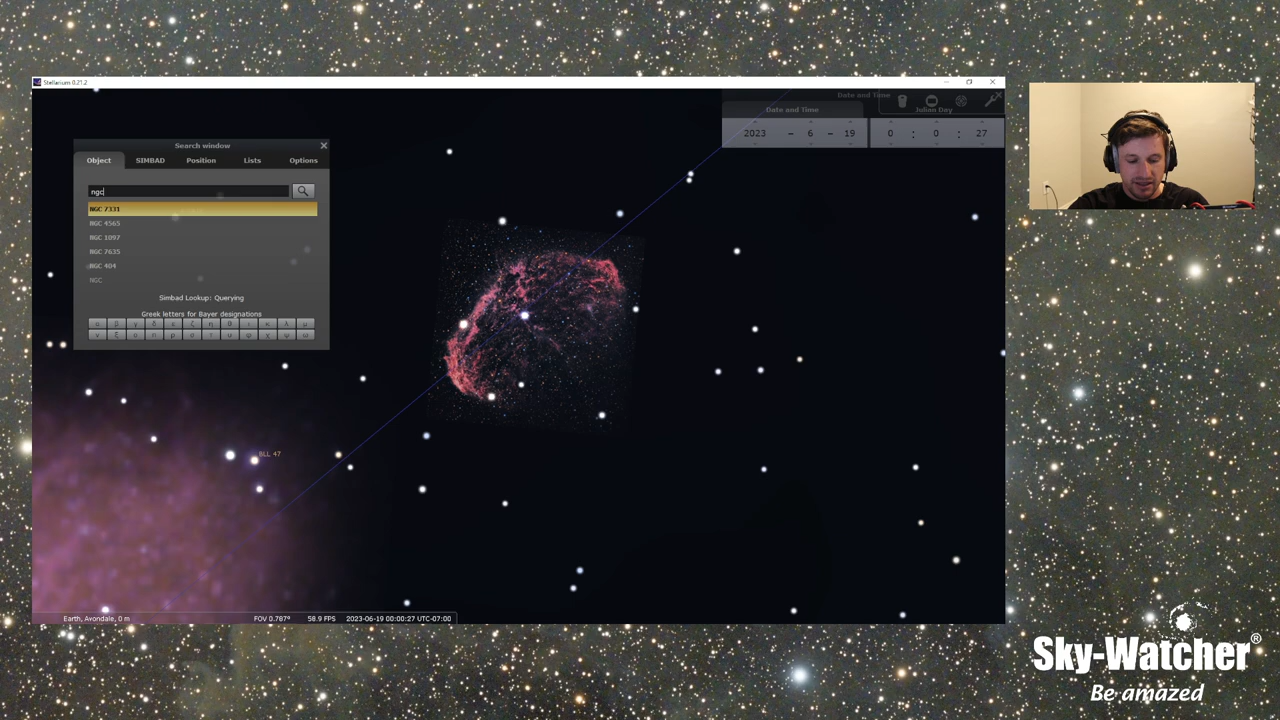 Stellarium 0.21.2
Date and Time
Date and Time
Julian Day
2023 - 6 - 19
0 : 0 : 27
Search window
Object SIMBAD Position Lists Options
ngc
NGC 7331
NGC 4565
NGC 1097
NGC 7635
NGC 404
NGC
Simbad Lookup: Querying
Greek letters for Bayer designations
α β γ δ ε ζ η θ ι κ λ μ
ν ξ ο π ρ σ τ υ φ χ ψ ω
BLL 47
Earth, Avondale, 0 m FOV 0.787° 58.9 FPS 2023-06-19 00:00:27 UTC-07:00
Sky-Watcher®
Be amazed